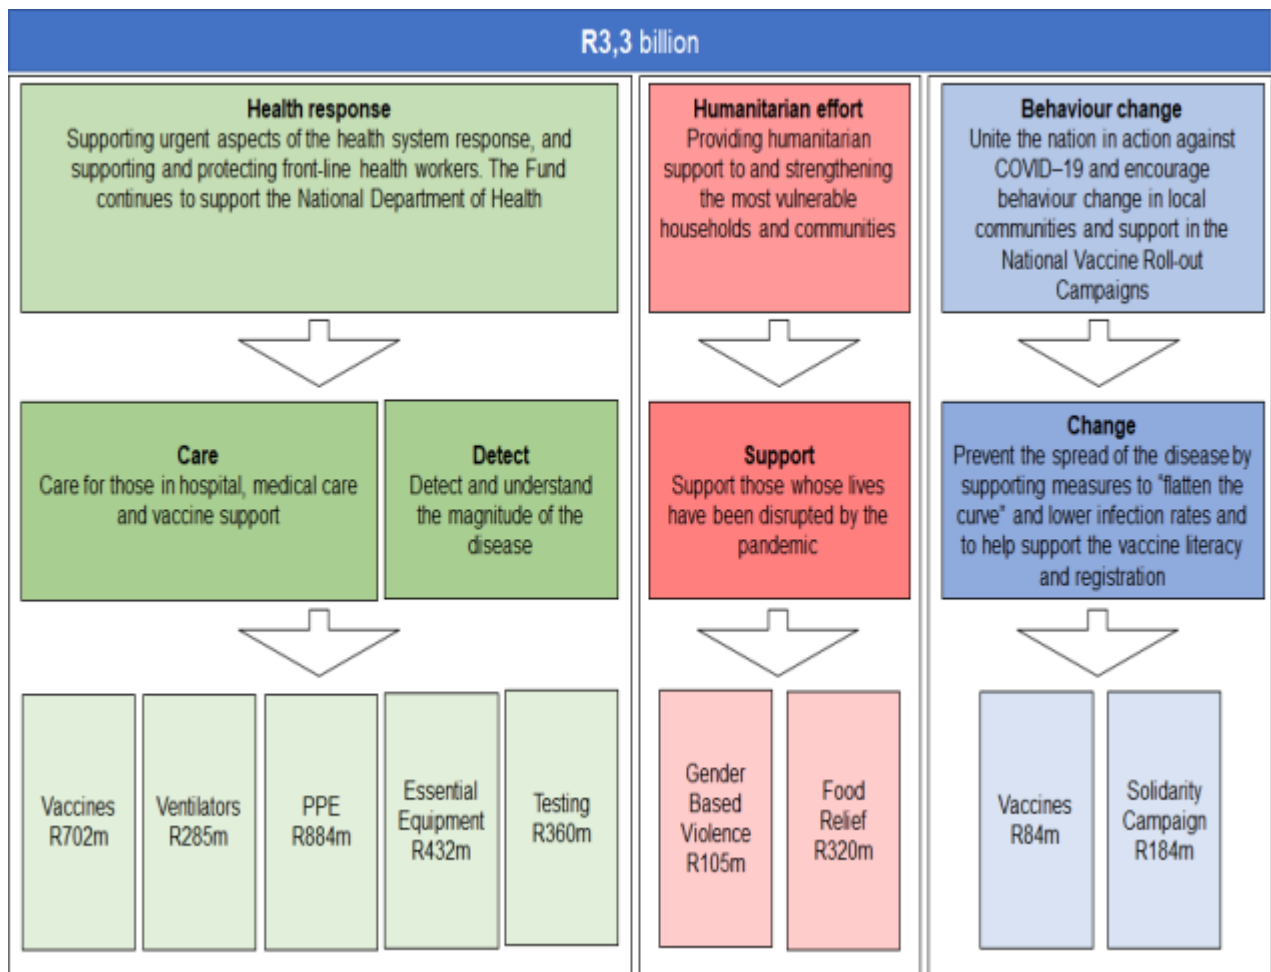 R3,3 billion
Health response
Supporting urgent aspects of the health system response, and
supporting and protecting front-line health workers. The Fund
continues to support the National Department of Health
Humanitarian effort
Providing humanitarian
support to and strengthening
the most vulnerable
households and communities
Behaviour change
Unite the nation in action against
COVID–19 and encourage
behaviour change in local
communities and support in the
National Vaccine Roll-out
Campaigns
Care
Care for those in hospital, medical care
and vaccine support
Detect
Detect and understand
the magnitude of the
disease
Support
Support those whose lives
have been disrupted by the
pandemic
Change
Prevent the spread of the disease by
supporting measures to “flatten the
curve” and lower infection rates and
to help support the vaccine literacy
and registration
Vaccines
R702m
Ventilators
R285m
PPE
R884m
Essential
Equipment
R432m
Testing
R360m
Gender
Based
Violence
R105m
Food
Relief
R320m
Vaccines
R84m
Solidarity
Campaign
R184m